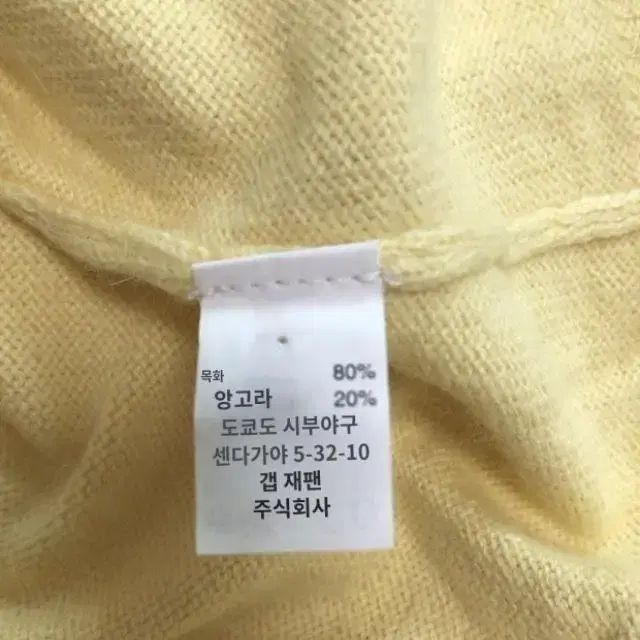 목화 80%
앙고라 20%
도쿄도 시부야구
센다가야 5-32-10
갭 재팬
주식회사